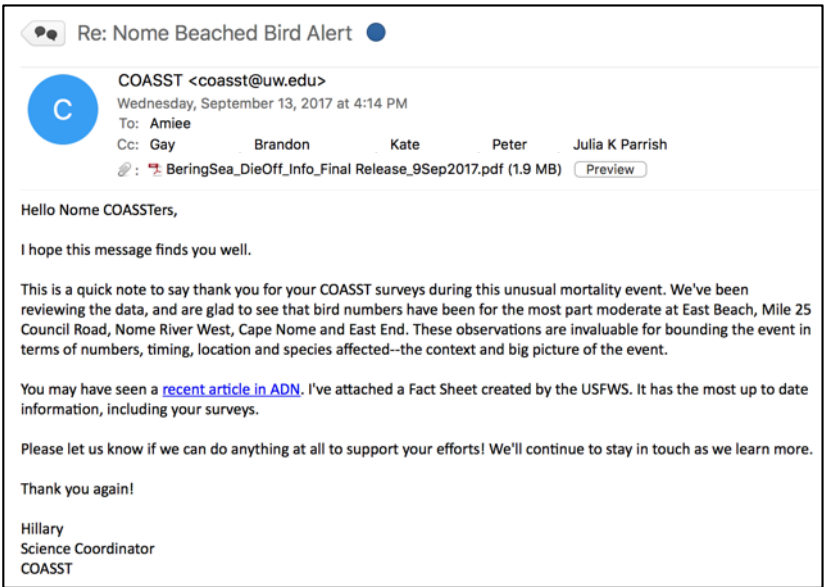 Re: Nome Beached Bird Alert
C
COASST <coasst@uw.edu>
Wednesday, September 13, 2017 at 4:14 PM
To: Amiee
Cc: Gay Brandon Kate Peter Julia K Parrish
: BeringSea_DieOff_Info_Final Release_9Sep2017.pdf (1.9 MB) Preview
Hello Nome COASSTers,
I hope this message finds you well.
This is a quick note to say thank you for your COASST surveys during this unusual mortality event. We've been
reviewing the data, and are glad to see that bird numbers have been for the most part moderate at East Beach, Mile 25
Council Road, Nome River West, Cape Nome and East End. These observations are invaluable for bounding the event in
terms of numbers, timing, location and species affected--the context and big picture of the event.
You may have seen a recent article in ADN. I've attached a Fact Sheet created by the USFWS. It has the most up to date
information, including your surveys.
Please let us know if we can do anything at all to support your efforts! We'll continue to stay in touch as we learn more.
Thank you again!
Hillary
Science Coordinator
COASST